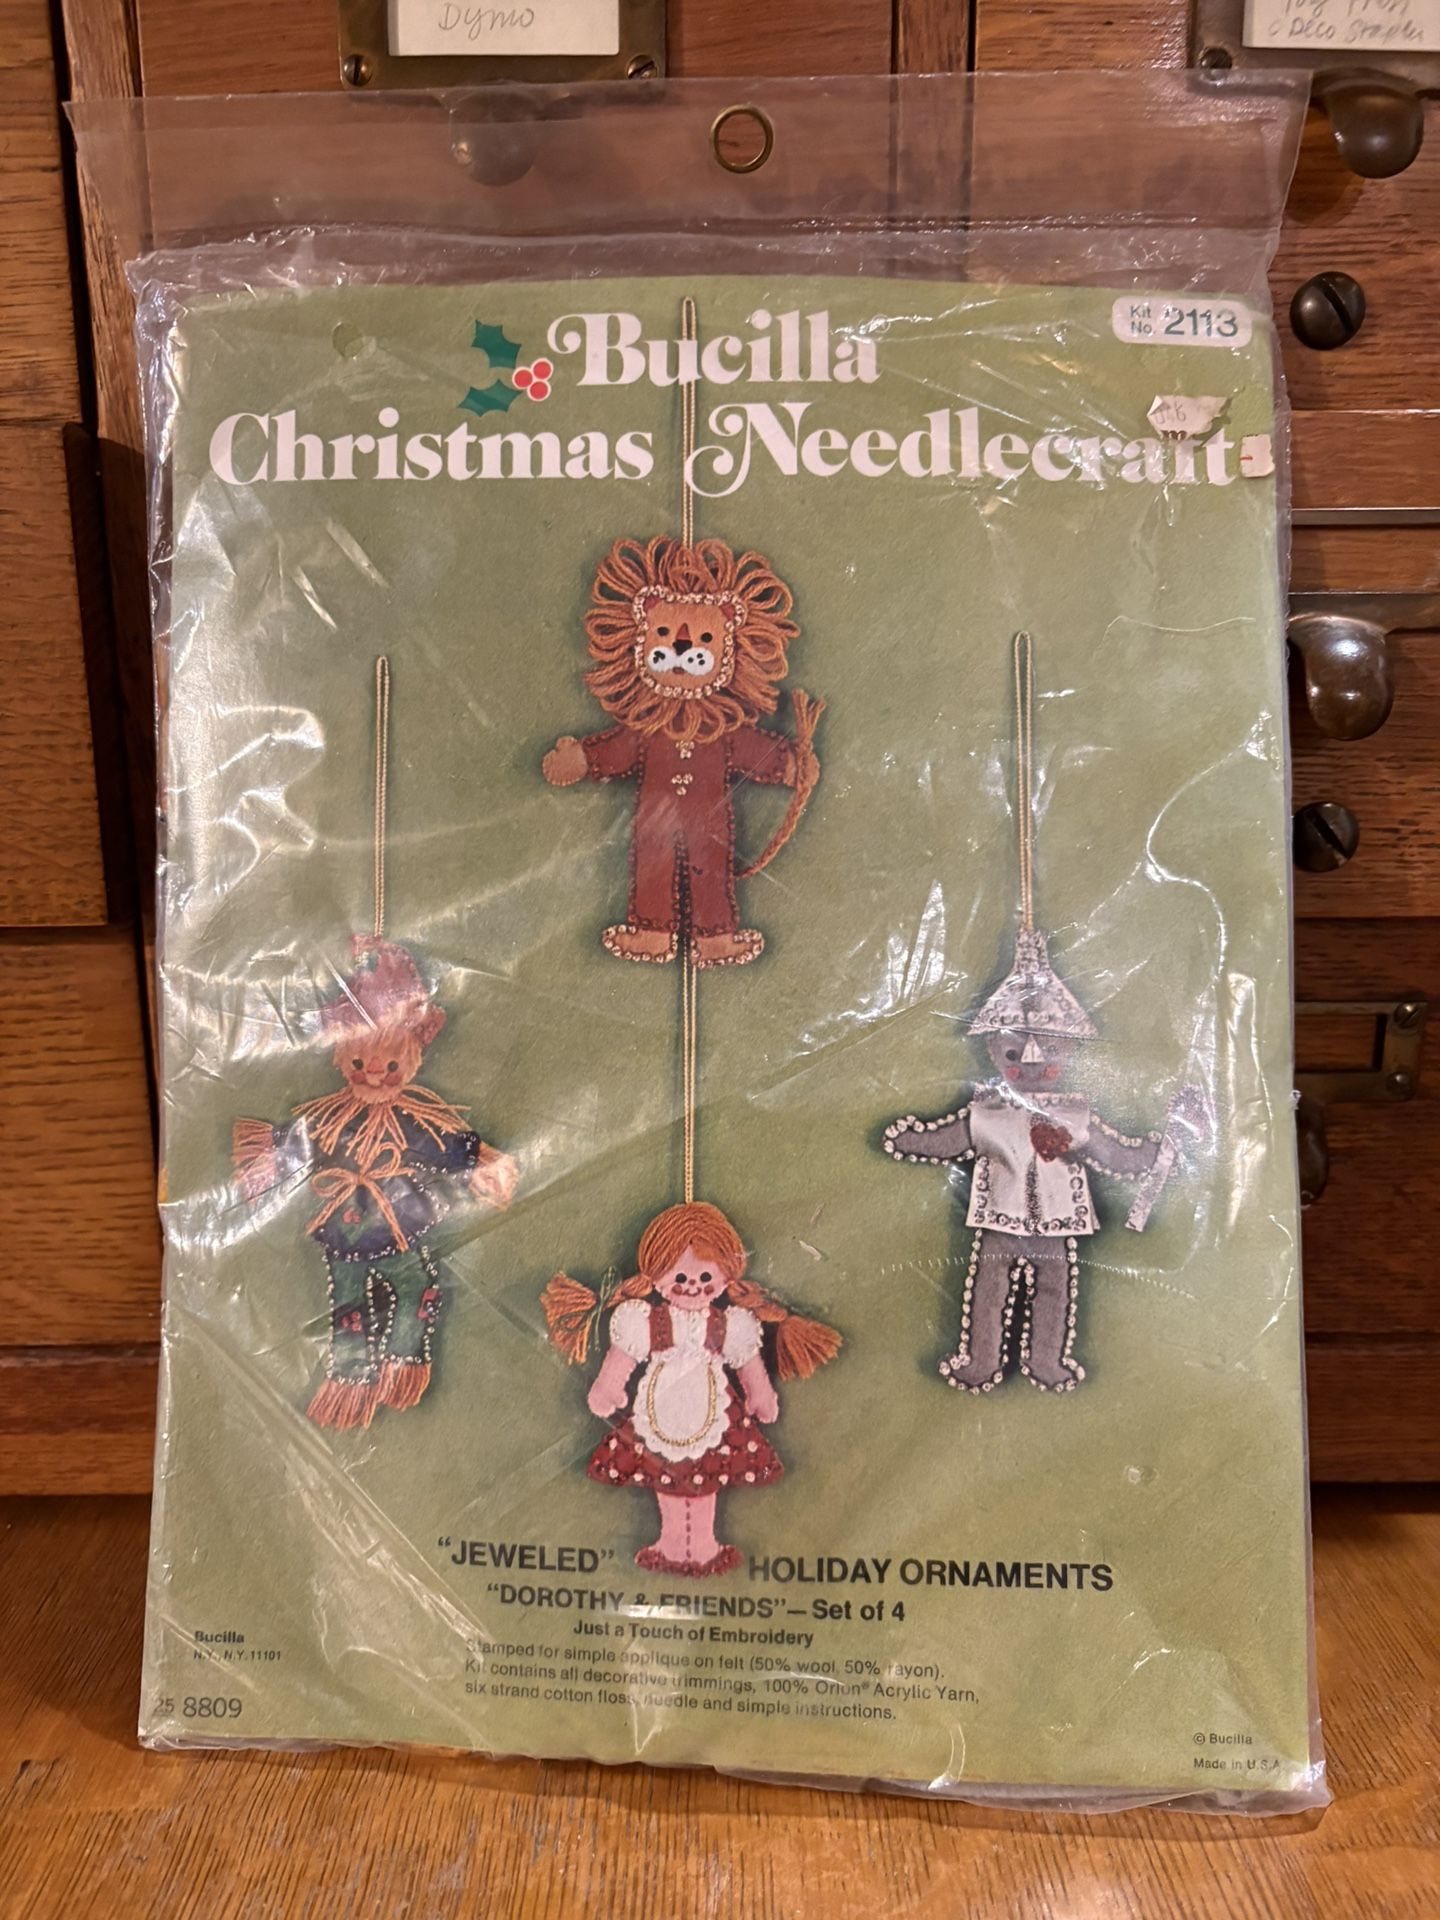 Dymo
Deco Stapler
Bucilla
Kit
No. 2113
Christmas Needlecraft
"JEWELED" HOLIDAY ORNAMENTS
"DOROTHY & FRIENDS"—Set of 4
Just a Touch of Embroidery
Stamped for simple applique on felt (50% wool, 50% rayon).
Kit contains all decorative trimmings, 100% Orlon® Acrylic Yarn,
six strand cotton floss, needle and simple instructions.
Bucilla
N.Y., N.Y. 11101
25 8809
© Bucilla
Made in U.S.A.